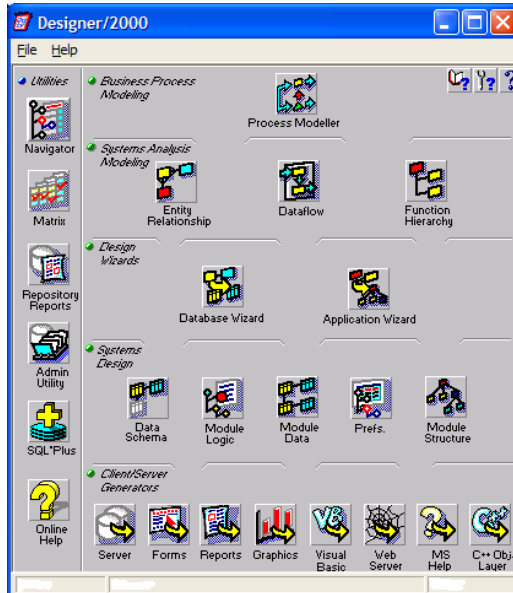 Designer/2000
File Help
Utilities
Navigator
Matrix
Repository
Reports
Admin
Utility
SQL*Plus
Online
Help
Business Process
Modeling
Process Modeller
Systems Analysis
Modeling
Entity
Relationship
Dataflow
Function
Hierarchy
Design
Wizards
Database Wizard
Application Wizard
Systems
Design
Data
Schema
Module
Logic
Module
Data
Prefs.
Module
Structure
Client/Server
Generators
Server
Forms
Reports
Graphics
Visual
Basic
Web
Server
MS
Help
C++ Obj
Layer